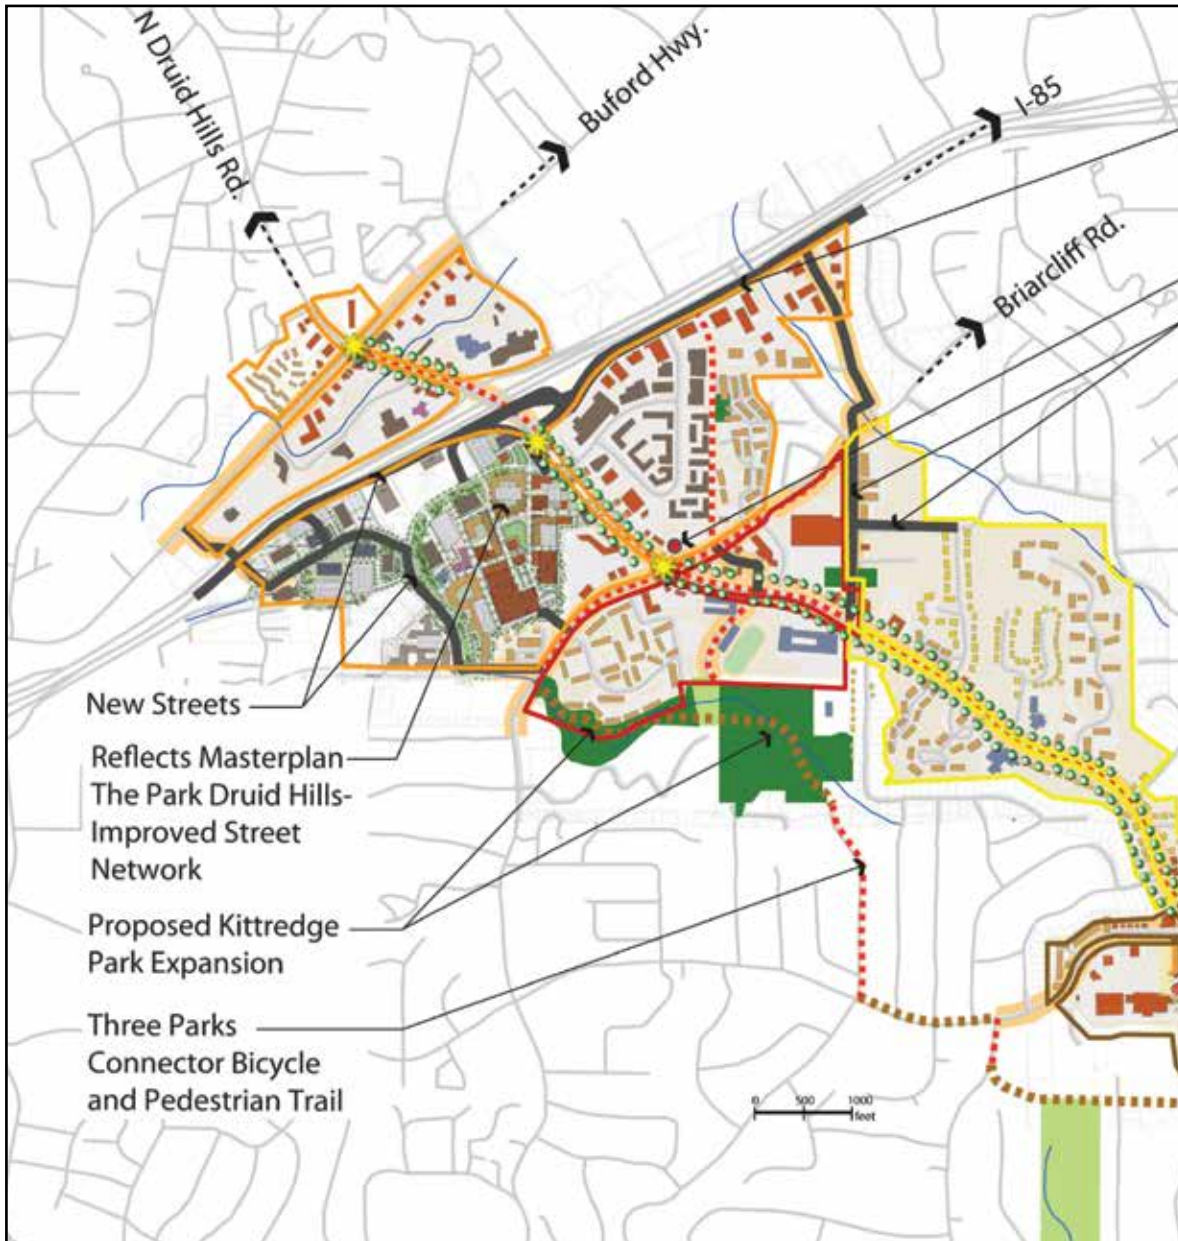 N Druid Hills Rd.
Buford Hwy.
I-85
Briarcliff Rd.
New Streets
Reflects Masterplan
The Park Druid Hills-
Improved Street
Network
Proposed Kittredge
Park Expansion
Three Parks
Connector Bicycle
and Pedestrian Trail
0 500 1000
feet